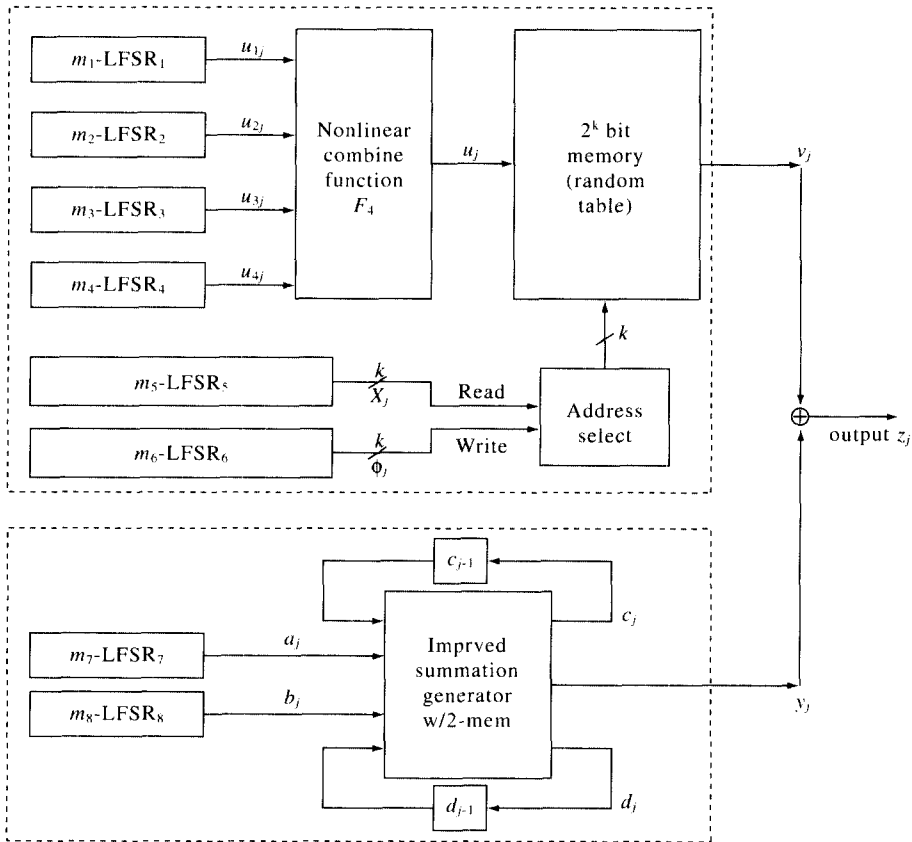 m₁-LFSR₁
u₁ⱼ
m₂-LFSR₂
u₂ⱼ
m₃-LFSR₃
u₃ⱼ
m₄-LFSR₄
u₄ⱼ
Nonlinear
combine
function
F₄
uⱼ
2ᵏ bit
memory
(random
table)
vⱼ
k
m₅-LFSR₅
k
Xⱼ
Read
m₆-LFSR₆
k
ϕⱼ
Write
Address
select
output zⱼ
cⱼ₋₁
cⱼ
m₇-LFSR₇
aⱼ
m₈-LFSR₈
bⱼ
Imprved
summation
generator
w/2-mem
yⱼ
dⱼ₋₁
dⱼ